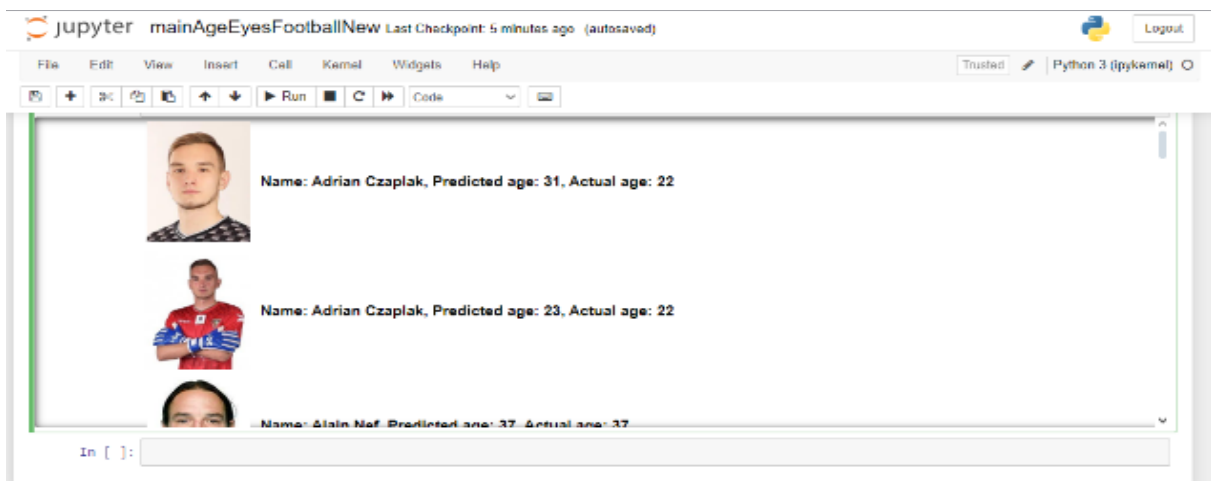 jupyter mainAgeEyesFootballNew Last Checkpoint: 5 minutes ago (autosaved)
Logout
File Edit View Insert Cell Kernel Widgets Help
Trusted Python 3 (ipykernel)
Run Code
Name: Adrian Czaplak, Predicted age: 31, Actual age: 22
Name: Adrian Czaplak, Predicted age: 23, Actual age: 22
Name: Alain Nef, Predicted age: 37, Actual age: 37
In [ ]: